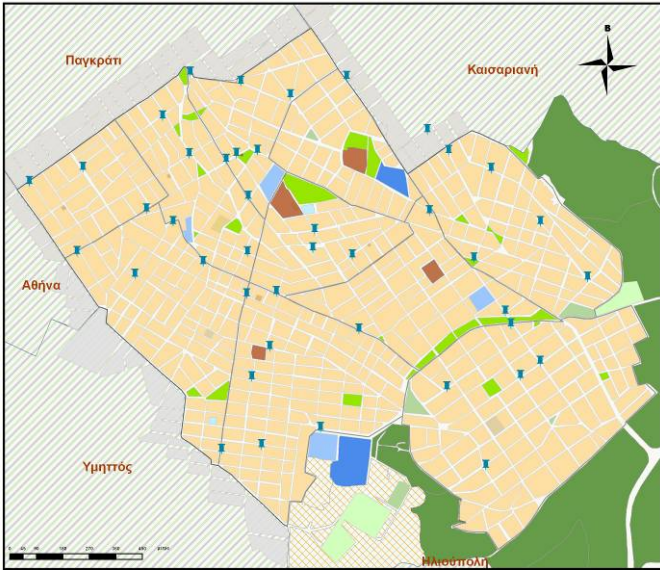 Β
Παγκράτι
Καισαριανή
Αθήνα
Υμηττός
Ηλιούπολη